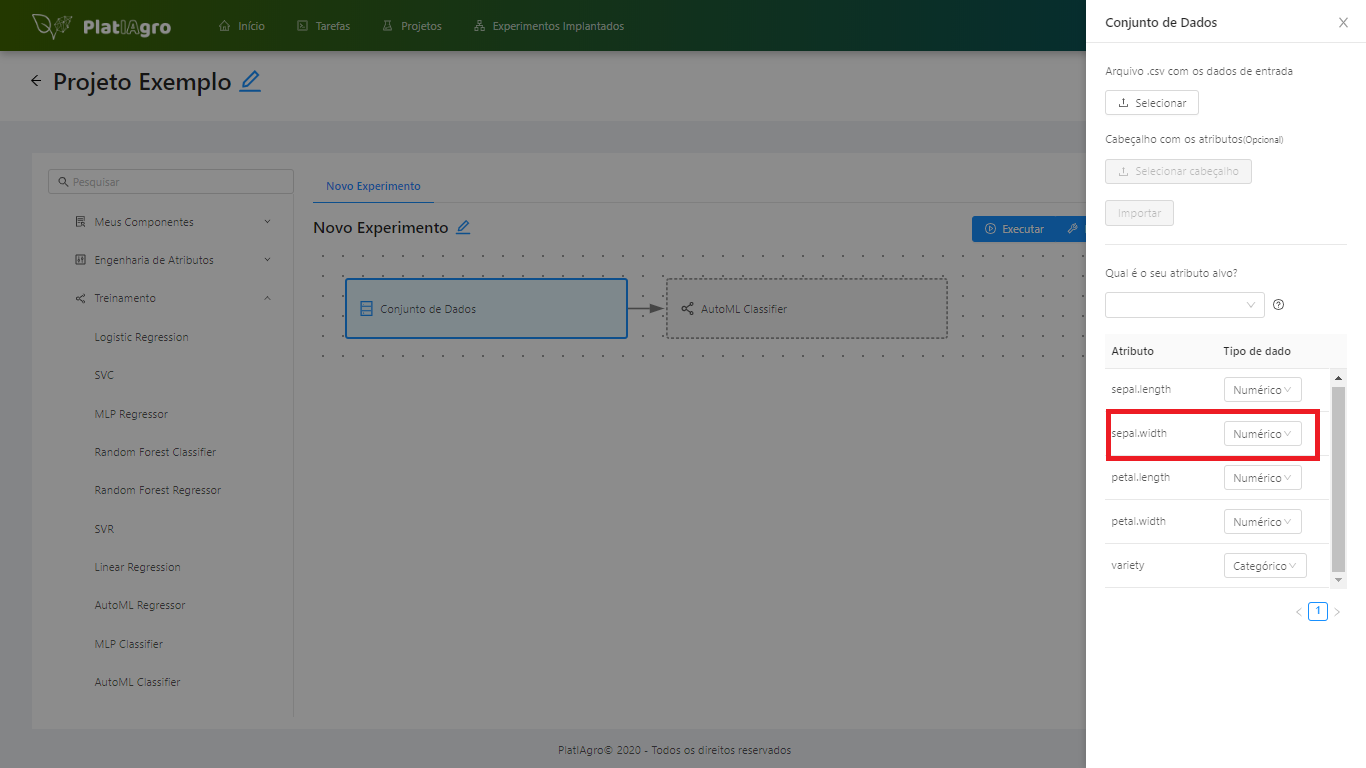 PlatIAgro
Início
Tarefas
Projetos
Experimentos Implantados
Projeto Exemplo
Pesquisar
Meus Componentes
Engenharia de Atributos
Treinamento
Logistic Regression
SVC
MLP Regressor
Random Forest Classifier
Random Forest Regressor
SVR
Linear Regression
AutoML Regressor
MLP Classifier
AutoML Classifier
Novo Experimento
Novo Experimento
Executar
Conjunto de Dados
AutoML Classifier
PlatIAgro© 2020 - Todos os direitos reservados
Conjunto de Dados
Arquivo .csv com os dados de entrada
Selecionar
Cabeçalho com os atributos(Opcional)
Selecionar cabeçalho
Importar
Qual é o seu atributo alvo?
Atributo Tipo de dado
sepal.length Numérico
sepal.width Numérico
petal.length Numérico
petal.width Numérico
variety Categórico
< 1 >